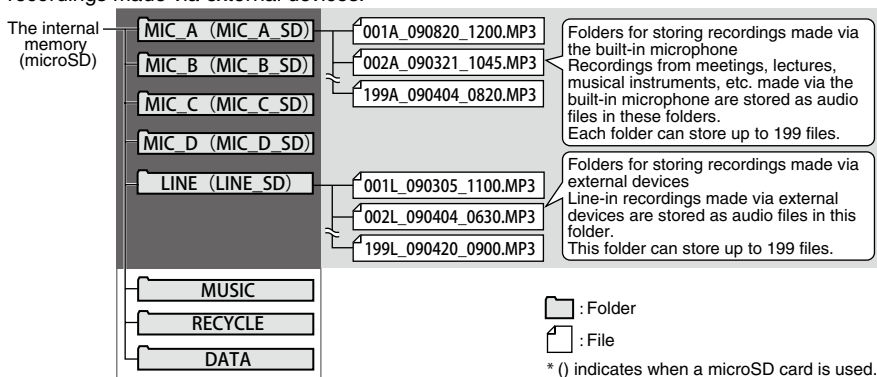 recordings made via external devices.
The internal
memory
(microSD)
MIC_A (MIC_A_SD)
MIC_B (MIC_B_SD)
MIC_C (MIC_C_SD)
MIC_D (MIC_D_SD)
LINE (LINE_SD)
MUSIC
RECYCLE
DATA
001A_090820_1200.MP3
002A_090321_1045.MP3
199A_090404_0820.MP3
001L_090305_1100.MP3
002L_090404_0630.MP3
199L_090420_0900.MP3
Folders for storing recordings made via
the built-in microphone
Recordings from meetings, lectures,
musical instruments, etc. made via the
built-in microphone are stored as audio
files in these folders.
Each folder can store up to 199 files.
Folders for storing recordings made via
external devices
Line-in recordings made via external
devices are stored as audio files in this
folder.
This folder can store up to 199 files.
: Folder
: File
* () indicates when a microSD card is used.